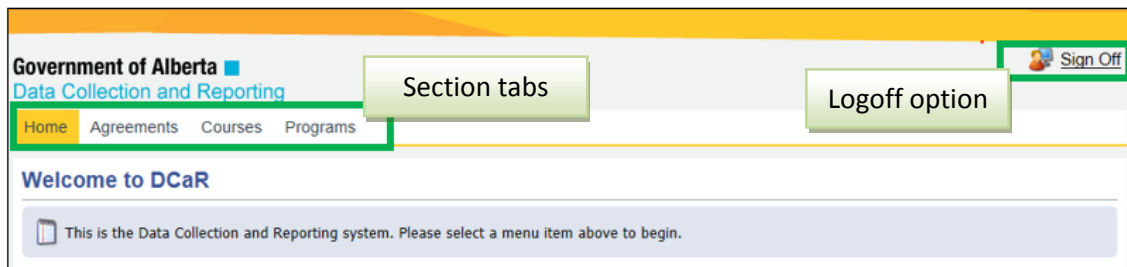 Government of Alberta
Sign Off
Data Collection and Reporting
Section tabs
Logoff option
Home Agreements Courses Programs
Welcome to DCaR
This is the Data Collection and Reporting system. Please select a menu item above to begin.